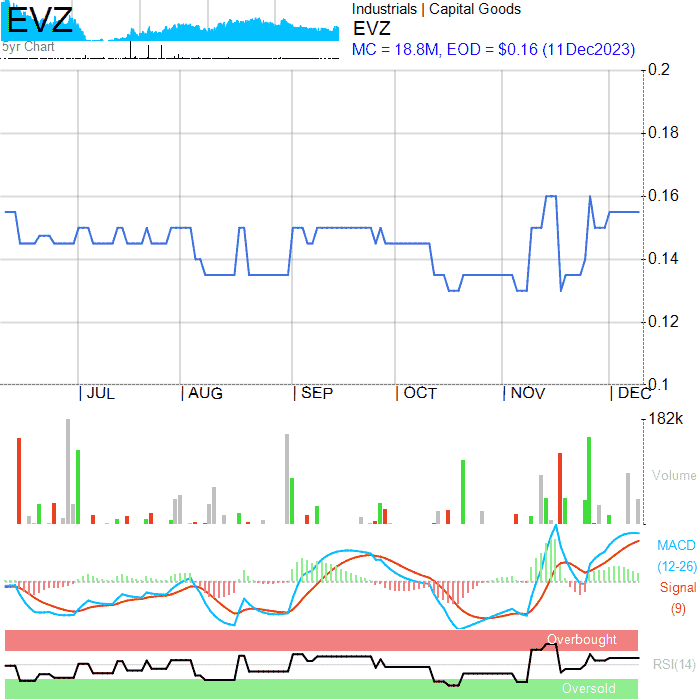 EVZ
5yr Chart
Industrials | Capital Goods
EVZ
MC = 18.8M, EOD = $0.16 (11Dec2023)
0.2
0.18
0.16
0.14
0.12
0.1
| JUL | AUG | SEP | OCT | NOV | DEC
182k
Volume
MACD
(12-26)
Signal
(9)
Overbought
RSI(14)
Oversold